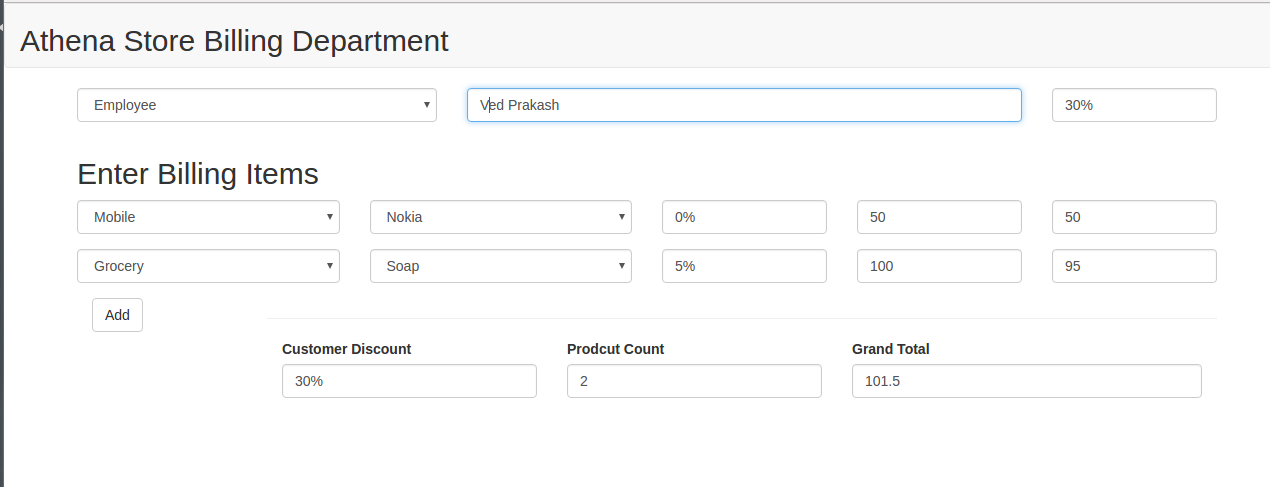 Athena Store Billing Department
Employee Ved Prakash 30%
Enter Billing Items
Mobile Nokia 0% 50 50
Grocery Soap 5% 100 95
Add
Customer Discount Prodcut Count Grand Total
30% 2 101.5